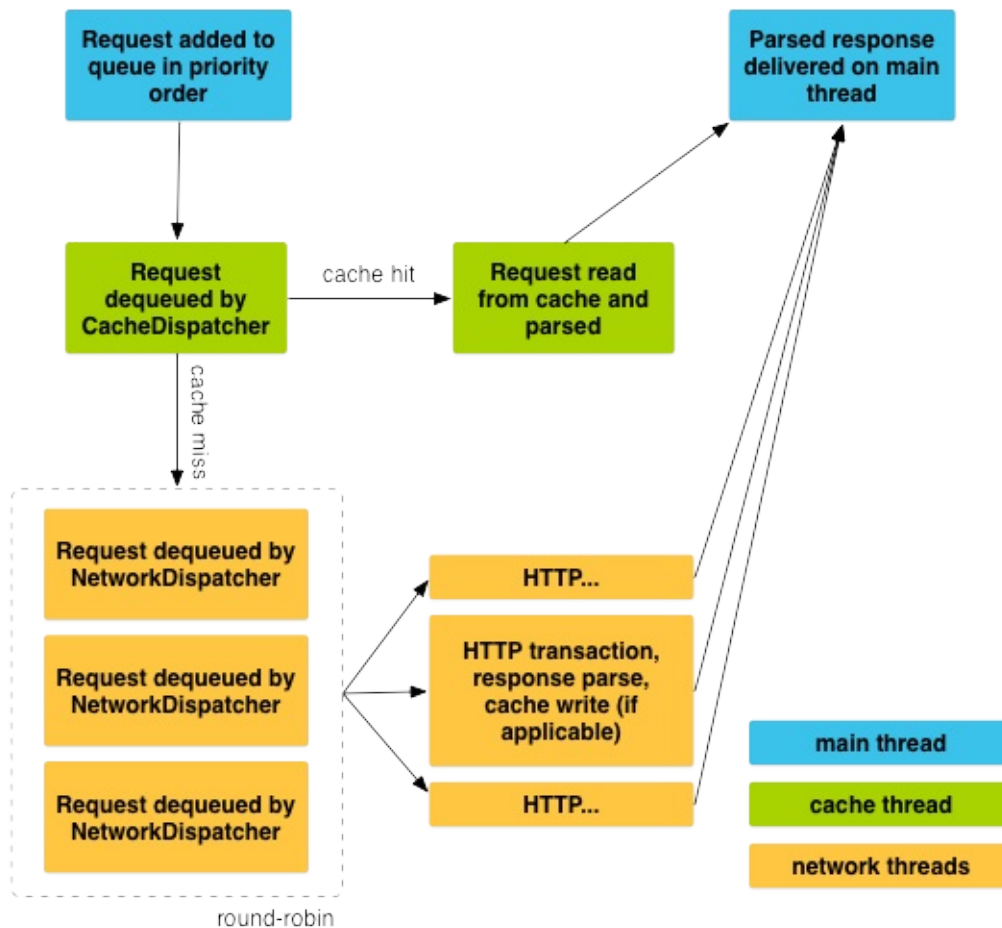 Request added to
queue in priority
order
Parsed response
delivered on main
thread
Request
dequeued by
CacheDispatcher
cache hit
Request read
from cache and
parsed
cache miss
Request dequeued by
NetworkDispatcher
Request dequeued by
NetworkDispatcher
Request dequeued by
NetworkDispatcher
round-robin
HTTP...
HTTP transaction,
response parse,
cache write (if
applicable)
HTTP...
main thread
cache thread
network threads